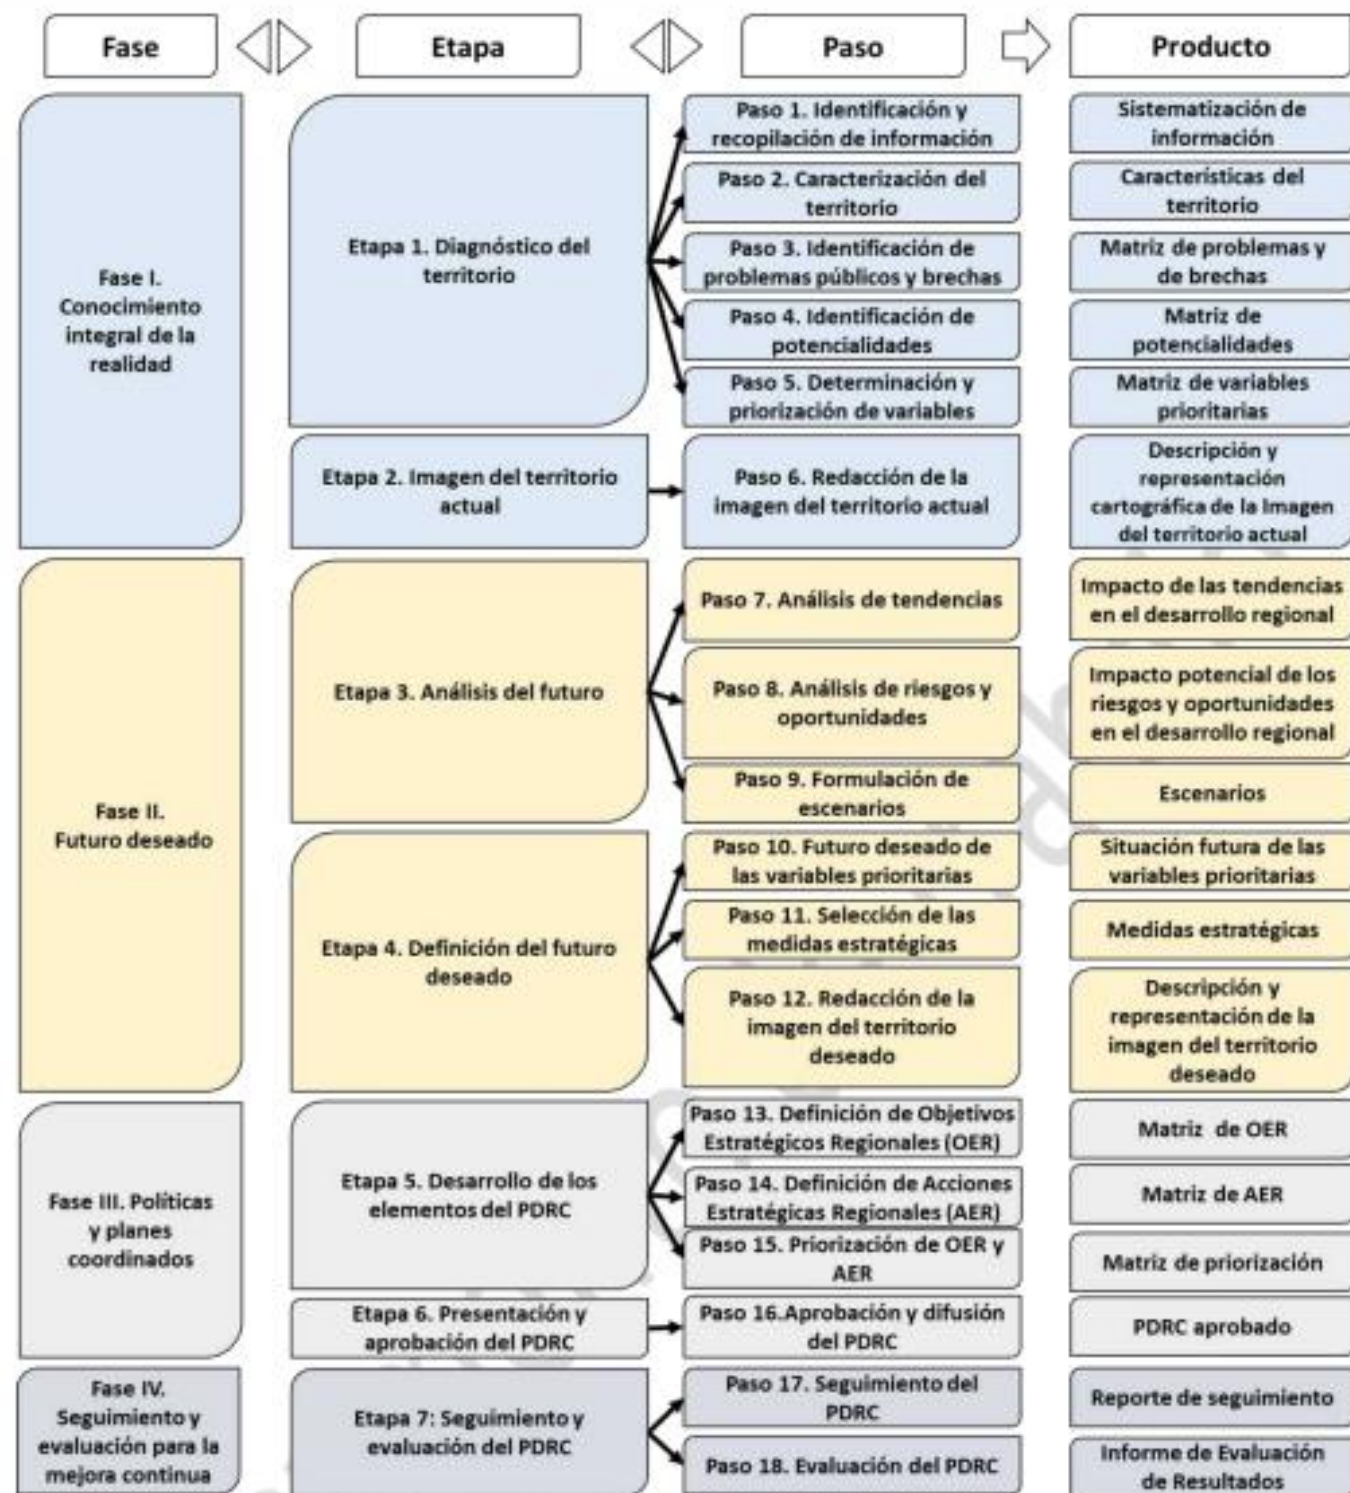 Fase
Etapa
Paso
Producto
Fase I.
Conocimiento
integral de la
realidad
Etapa 1. Diagnóstico del
territorio
Paso 1. Identificación y
recopilación de información
Sistematización de
información
Paso 2. Caracterización del
territorio
Características del
territorio
Paso 3. Identificación de
problemas públicos y brechas
Matriz de problemas y
de brechas
Paso 4. Identificación de
potencialidades
Matriz de
potencialidades
Paso 5. Determinación y
priorización de variables
Matriz de variables
prioritarias
Etapa 2. Imagen del territorio
actual
Paso 6. Redacción de la
imagen del territorio actual
Descripción y
representación
cartográfica de la Imagen
del territorio actual
Fase II.
Futuro deseado
Etapa 3. Análisis del futuro
Paso 7. Análisis de tendencias
Impacto de las tendencias
en el desarrollo regional
Paso 8. Análisis de riesgos y
oportunidades
Impacto potencial de los
riesgos y oportunidades
en el desarrollo regional
Paso 9. Formulación de
escenarios
Escenarios
Etapa 4. Definición del futuro
deseado
Paso 10. Futuro deseado de
las variables prioritarias
Situación futura de las
variables prioritarias
Paso 11. Selección de las
medidas estratégicas
Medidas estratégicas
Paso 12. Redacción de la
imagen del territorio
deseado
Descripción y
representación de la
imagen del territorio
deseado
Fase III. Políticas
y planes
coordinados
Etapa 5. Desarrollo de los
elementos del PDRC
Paso 13. Definición de Objetivos
Estratégicos Regionales (OER)
Matriz de OER
Paso 14. Definición de Acciones
Estratégicas Regionales (AER)
Matriz de AER
Paso 15. Priorización de OER y
AER
Matriz de priorización
Etapa 6. Presentación y
aprobación del PDRC
Paso 16.Aprobación y difusión
del PDRC
PDRC aprobado
Fase IV.
Seguimiento y
evaluación para la
mejora continua
Etapa 7: Seguimiento y
evaluación del PDRC
Paso 17. Seguimiento del
PDRC
Reporte de seguimiento
Paso 18. Evaluación del PDRC
Informe de Evaluación
de Resultados